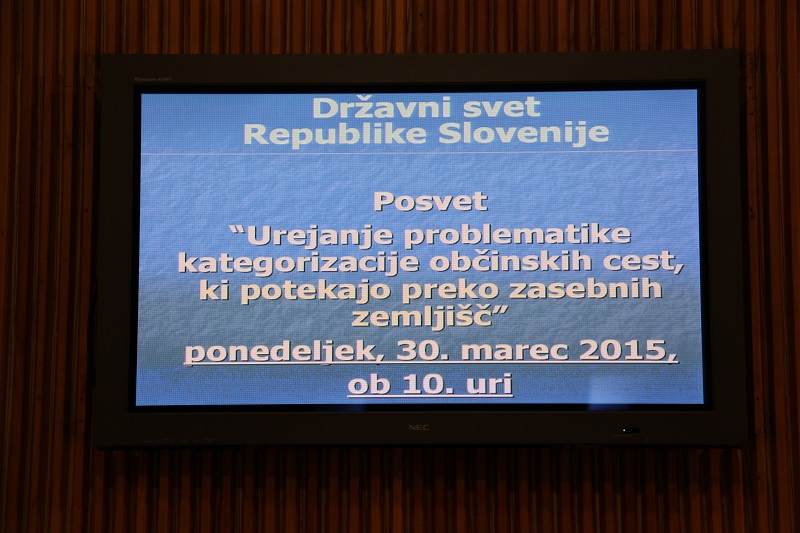 Državni svet
Republike Slovenije
Posvet
“Urejanje problematike
kategorizacije občinskih cest,
ki potekajo preko zasebnih
zemljišč”
ponedeljek, 30. marec 2015,
ob 10. uri
NEC